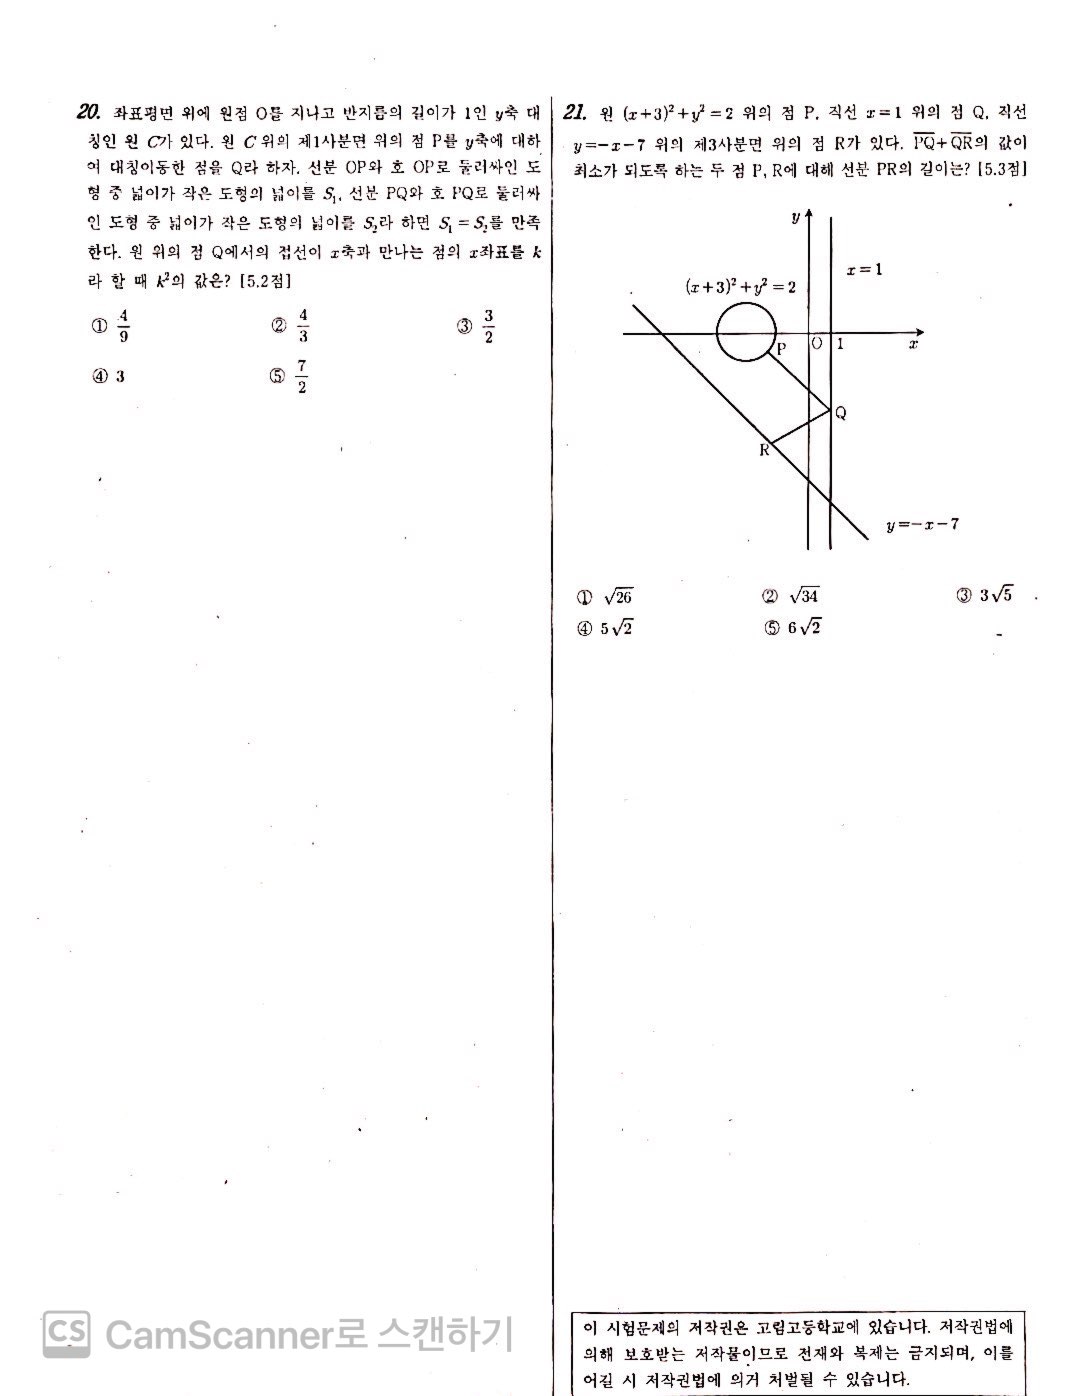 20. 좌표평면 위에 원점 O를 지나고 반지름의 길이가 1인 y축 대
칭인 원 C가 있다. 원 C 위의 제1사분면 위의 점 P를 y축에 대하
여 대칭이동한 점을 Q라 하자. 선분 OP와 호 OP로 둘러싸인 도
형 중 넓이가 작은 도형의 넓이를 S₁, 선분 PQ와 호 PQ로 둘러싸
인 도형 중 넓이가 작은 도형의 넓이를 S₂라 하면 S₁ = S₂를 만족
한다. 원 위의 점 Q에서의 접선이 x축과 만나는 점의 x좌표를 k
라 할 때 k²의 값은? [5.2점]
① 4/9 ② 4/3 ③ 3/2
④ 3 ⑤ 7/2
21. 원 (x+3)²+y²=2 위의 점 P, 직선 x=1 위의 점 Q, 직선
y=-x-7 위의 제3사분면 위의 점 R가 있다. P̅Q̅+Q̅R̅의 값이
최소가 되도록 하는 두 점 P, R에 대해 선분 PR의 길이는? [5.3점]
y
x=1
(x+3)²+y²=2
P O 1 x
Q
R
y=-x-7
① √26 ② √34 ③ 3√5
④ 5√2 ⑤ 6√2
이 시험문제의 저작권은 고림고등학교에 있습니다. 저작권법에
의해 보호받는 저작물이므로 전재와 복제는 금지되며, 이를
어길 시 저작권법에 의거 처벌될 수 있습니다.
CS CamScanner로 스캔하기